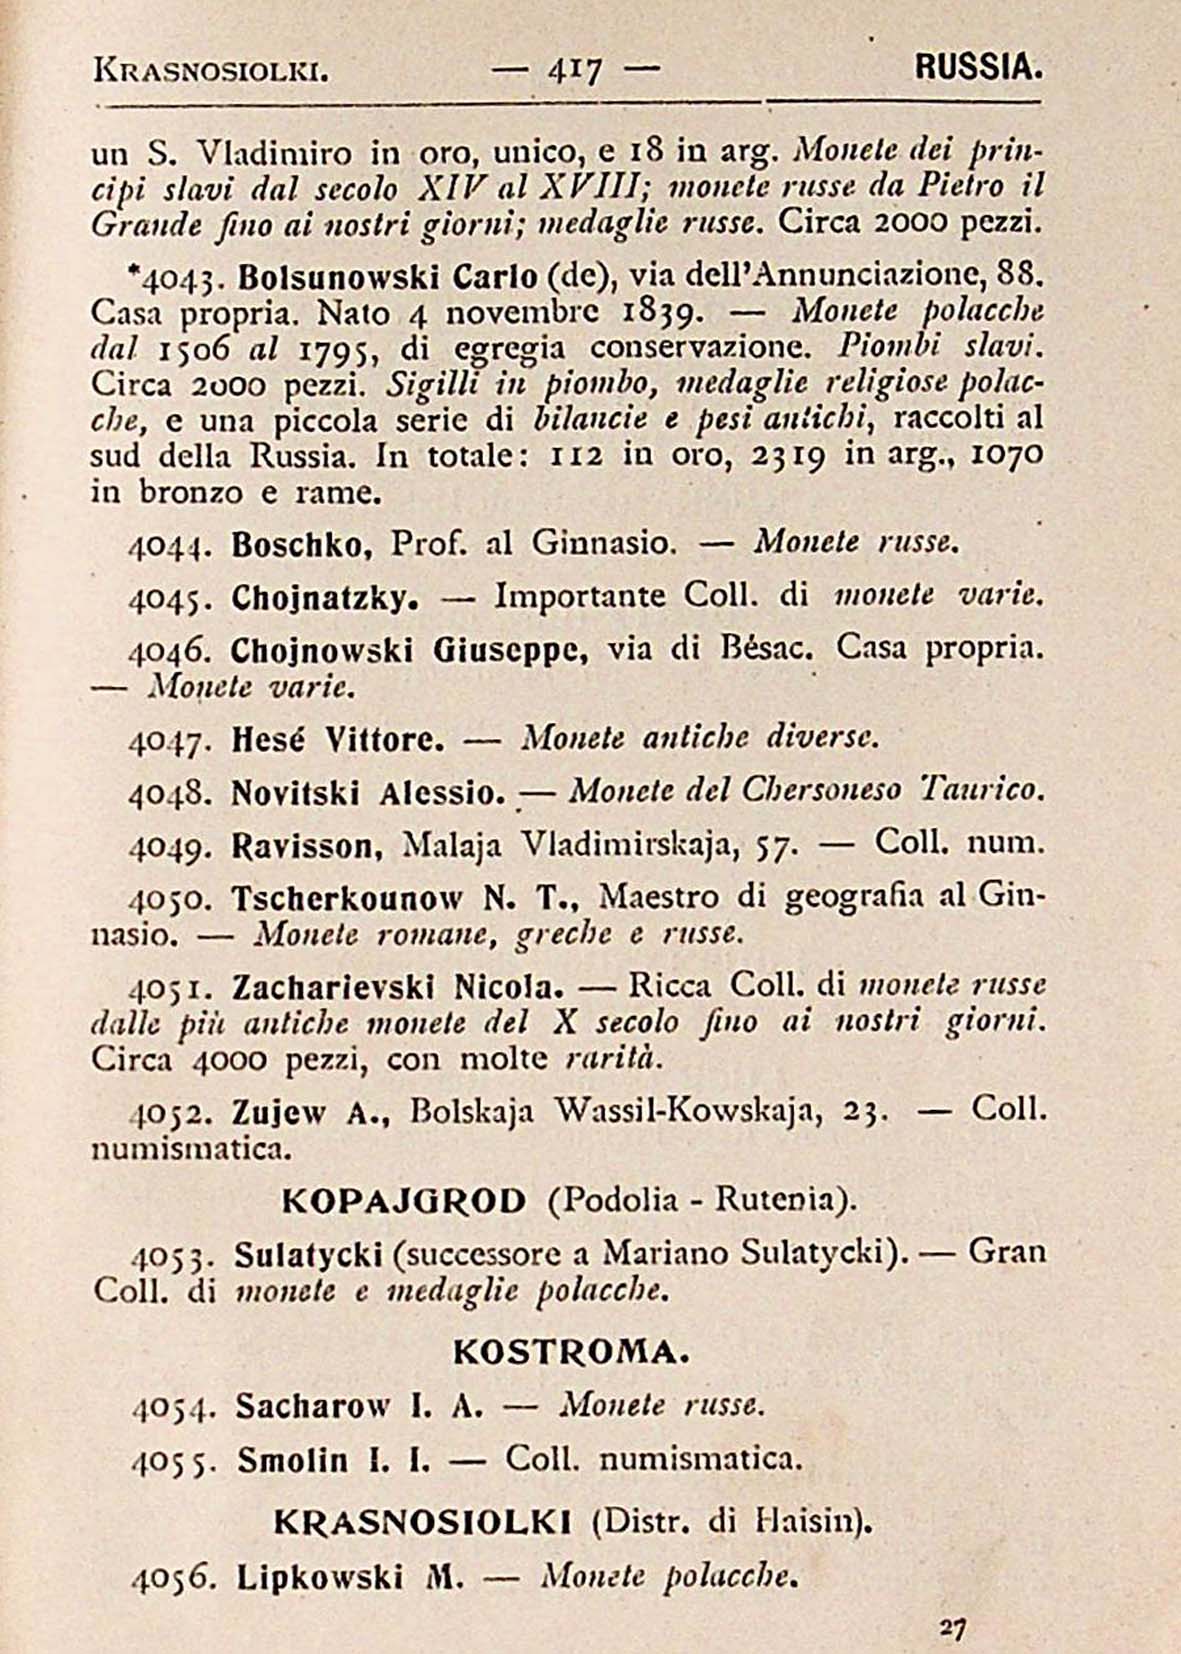 KRASNOSIOLKI. — 417 — RUSSIA.
un S. Vladimiro in oro, unico, e 18 in arg. Monete dei prin-
cipi slavi dal secolo XIV al XVIII; monete russe da Pietro il
Grande fino ai nostri giorni; medaglie russe. Circa 2000 pezzi.
*4043. Bolsunowski Carlo (de), via dell'Annunciazione, 88.
Casa propria. Nato 4 novembre 1839. — Monete polacche
dal 1506 al 1795, di egregia conservazione. Piombi slavi.
Circa 2000 pezzi. Sigilli in piombo, medaglie religiose polac-
che, e una piccola serie di bilancie e pesi antichi, raccolti al
sud della Russia. In totale: 112 in oro, 2319 in arg., 1070
in bronzo e rame.
4044. Boschko, Prof. al Ginnasio. — Monete russe.
4045. Chojnatzky. — Importante Coll. di monete varie.
4046. Chojnowski Giuseppe, via di Bésac. Casa propria.
— Monete varie.
4047. Hesé Vittore. — Monete antiche diverse.
4048. Novitski Alessio. — Monete del Chersoneso Taurico.
4049. Ravisson, Malaja Vladimirskaja, 57. — Coll. num.
4050. Tscherkounow N. T., Maestro di geografia al Gin-
nasio. — Monete romane, greche e russe.
4051. Zacharievski Nicola. — Ricca Coll. di monete russe
dalle più antiche monete del X secolo fino ai nostri giorni.
Circa 4000 pezzi, con molte rarità.
4052. Zujew A., Bolskaja Wassil-Kowskaja, 23. — Coll.
numismatica.
KOPAJGROD (Podolia - Rutenia).
4053. Sulatycki (successore a Mariano Sulatycki). — Gran
Coll. di monete e medaglie polacche.
KOSTROMA.
4054. Sacharow I. A. — Monete russe.
4055. Smolin I. I. — Coll. numismatica.
KRASNOSIOLKI (Distr. di Haisin).
4056. Lipkowski M. — Monete polacche.
27